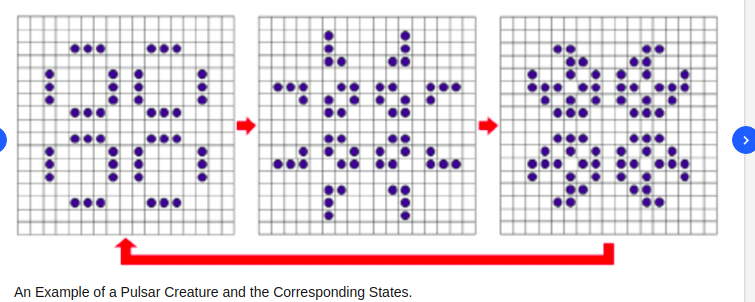 An Example of a Pulsar Creature and the Corresponding States.